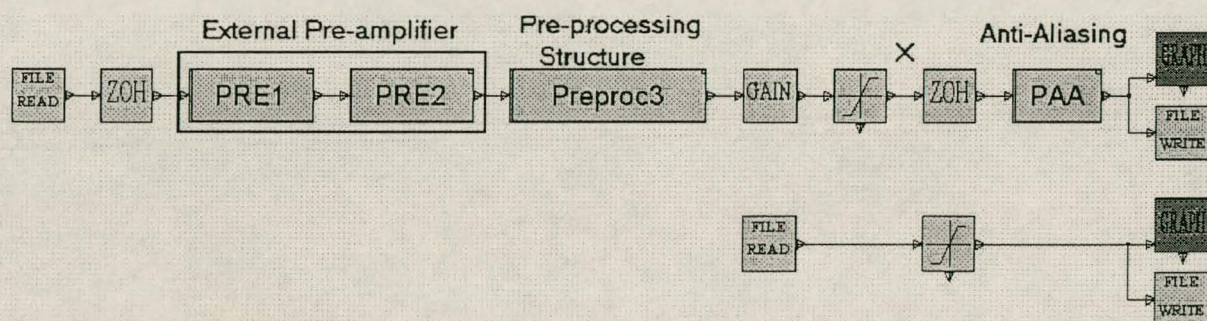 External Pre-amplifier
Pre-processing
Structure
Anti-Aliasing
×
FILE
READ
ZOH
PRE1
PRE2
Preproc3
GAIN
ZOH
PAA
GRAPH
FILE
WRITE
FILE
READ
GRAPH
FILE
WRITE